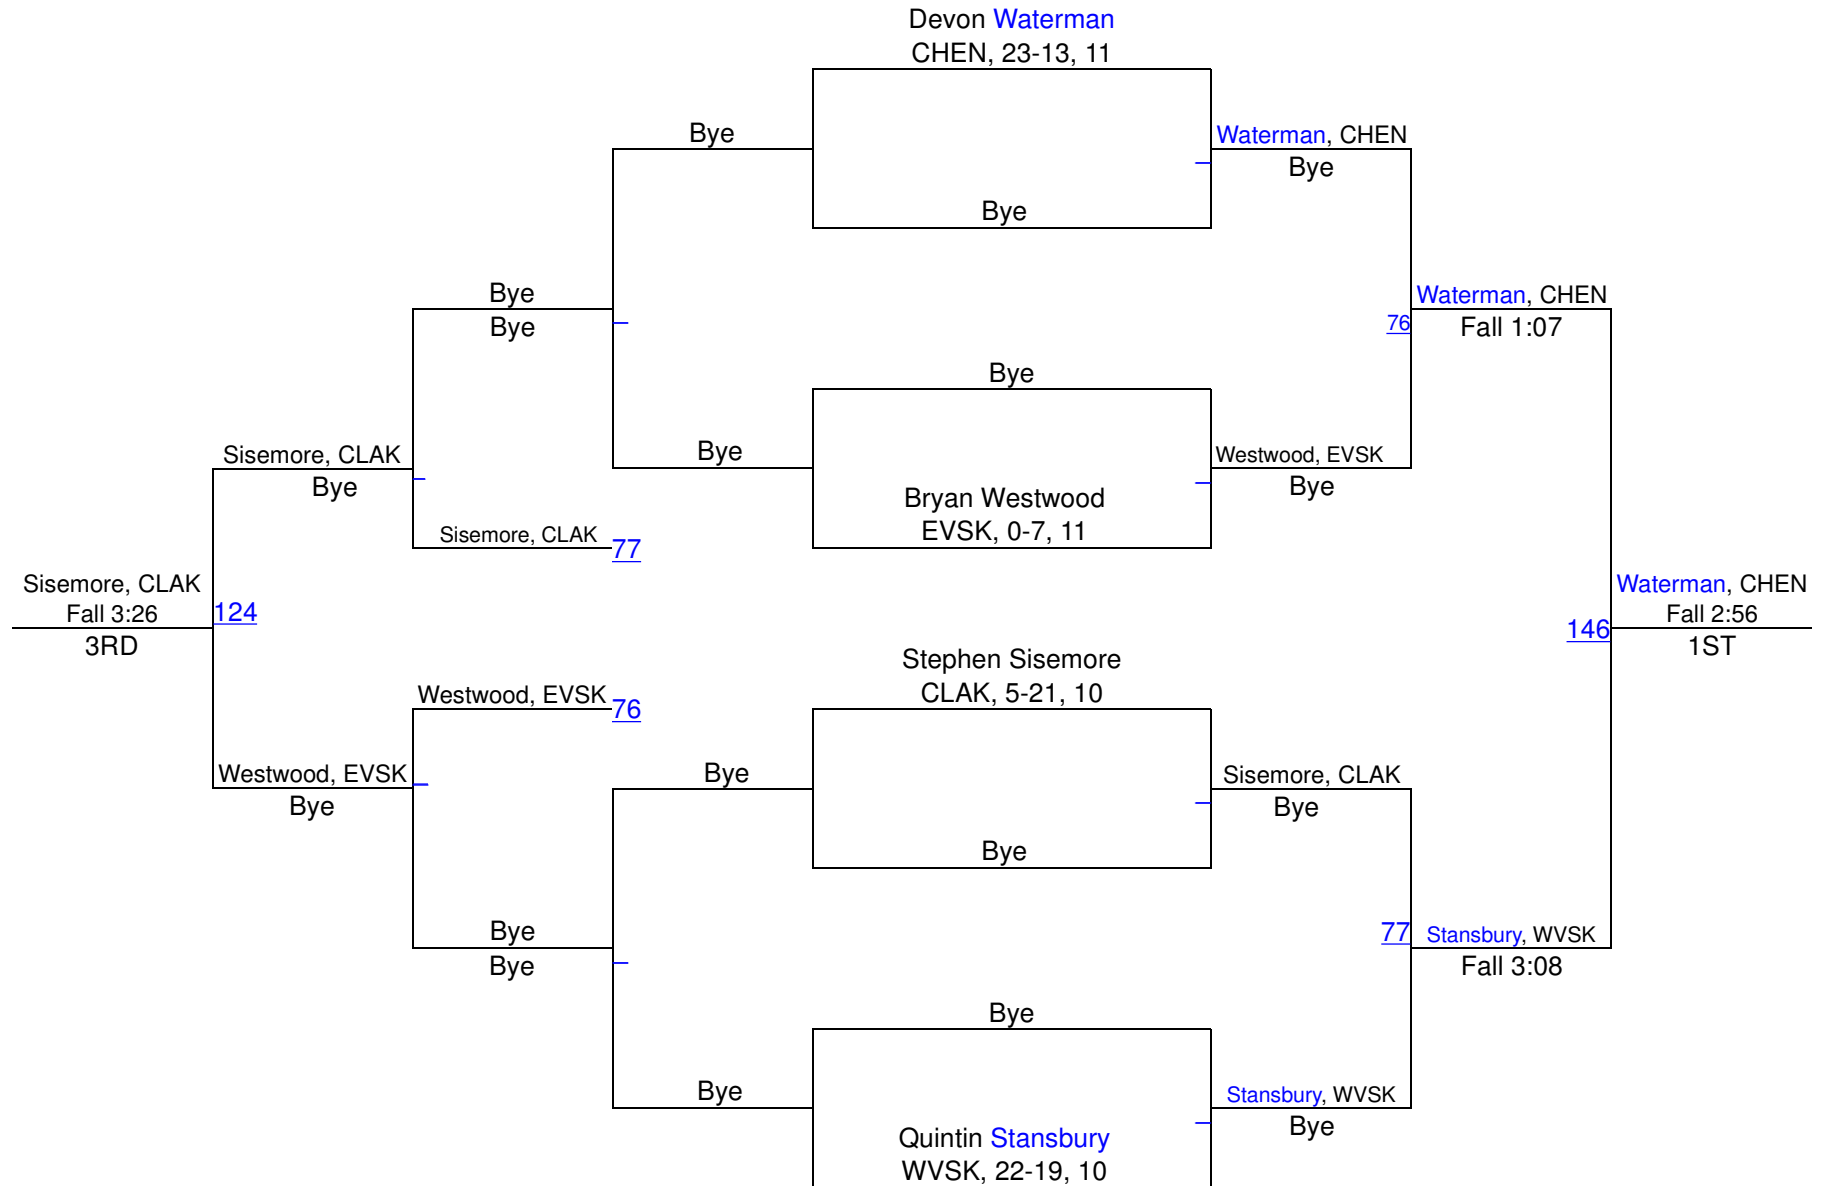 Devon Waterman
CHEN, 23-13, 11
Bye
Waterman, CHEN
Bye
Bye
Bye
Bye
Waterman, CHEN
76
Fall 1:07
Bye
Bye
Westwood, EVSK
Bye
Sisemore, CLAK
Bye
Bryan Westwood
EVSK, 0-7, 11
Sisemore, CLAK
77
Sisemore, CLAK
Fall 3:26
124
3RD
Waterman, CHEN
Fall 2:56
146
1ST
Stephen Sisemore
CLAK, 5-21, 10
Westwood, EVSK
76
Westwood, EVSK
Bye
Bye
Sisemore, CLAK
Bye
Bye
Bye
Bye
77
Stansbury, WVSK
Fall 3:08
Bye
Bye
Stansbury, WVSK
Bye
Quintin Stansbury
WVSK, 22-19, 10